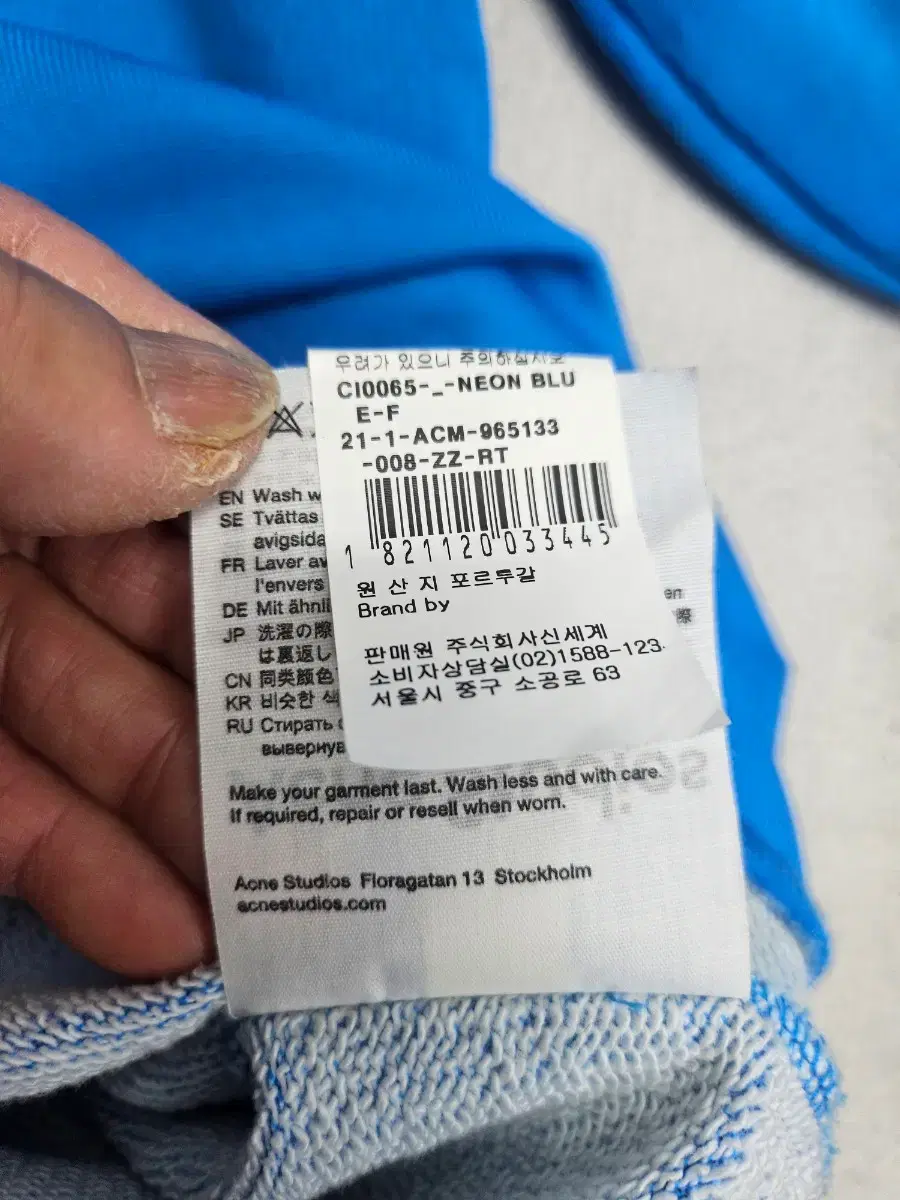 우려가 있으니 주의하십시오
CI0065-_-NEON BLU
E-F
21-1-ACM-965133
-008-ZZ-RT
1 821120 033445
원 산 지 포르투갈
Brand by
판매원 주식회사신세계
소비자상담실(02)1588-123
서울시 중구 소공로 63
EN Wash w
SE Tvättas
avigsida
FR Laver av
l'envers
DE Mit ähnli
en
JP 洗濯の際
際
は裏返し
CN 同类颜色
KR 비슷한 색
RU Стирать
вывернув
Make your garment last. Wash less and with care.
If required, repair or resell when worn.
Acne Studios Floragatan 13 Stockholm
acnestudios.com